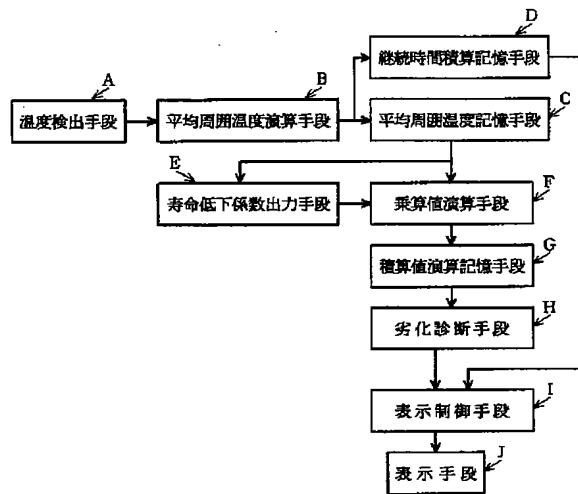 D
継続時間積算記憶手段
A
B
C
温度検出手段
平均周囲温度演算手段
平均周囲温度記憶手段
E
F
寿命低下係数出力手段
乗算値演算手段
G
積算値演算記憶手段
H
劣化診断手段
I
表示制御手段
J
表示手段